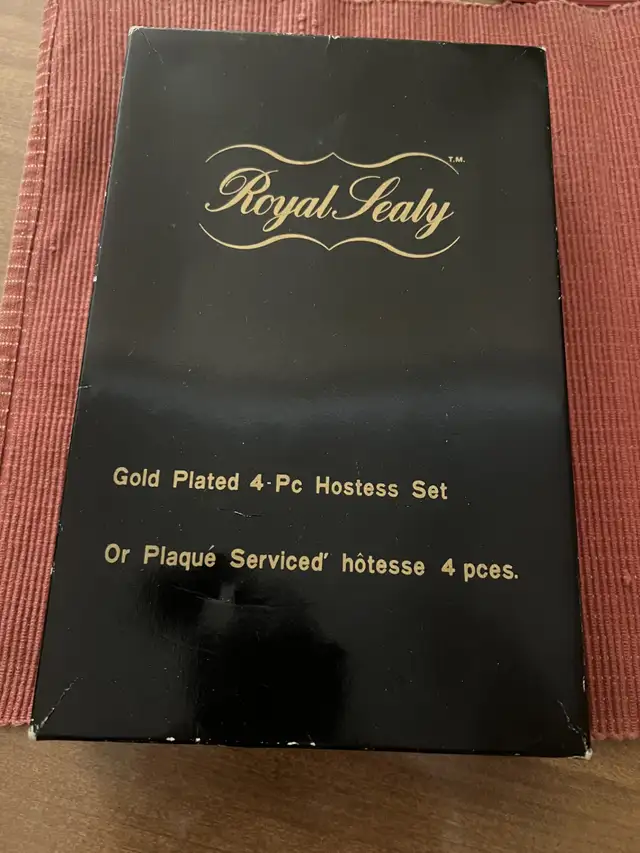 Royal Sealy T.M.
Gold Plated 4-Pc Hostess Set
Or Plaqué Serviced' hôtesse 4 pces.